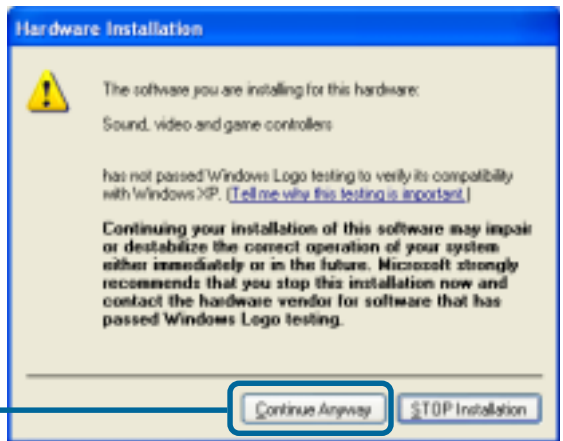 Hardware Installation
The software you are installing for this hardware:
Sound, video and game controllers
has not passed Windows Logo testing to verify its compatibility
with Windows XP. (Tell me why this testing is important.)
Continuing your installation of this software may impair
or destabilize the correct operation of your system
either immediately or in the future. Microsoft strongly
recommends that you stop this installation now and
contact the hardware vendor for software that has
passed Windows Logo testing.
Continue Anyway
STOP Installation